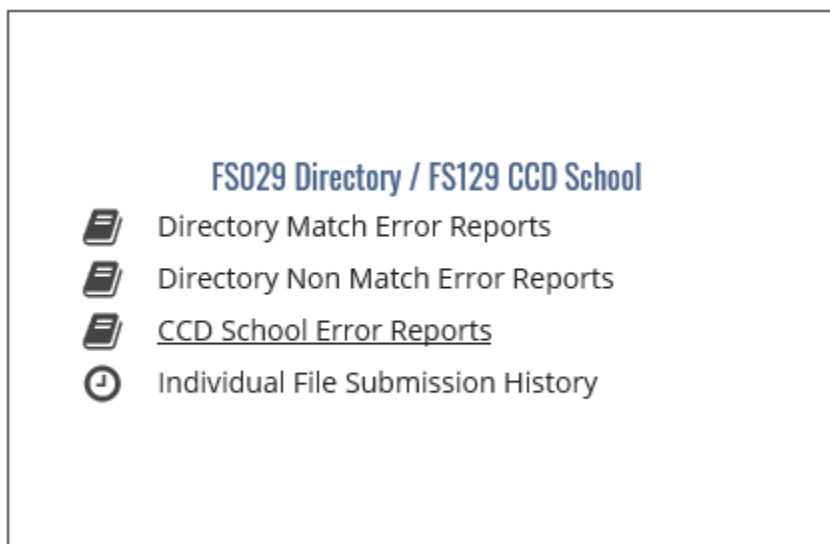 FS029 Directory / FS129 CCD School
Directory Match Error Reports
Directory Non Match Error Reports
CCD School Error Reports
Individual File Submission History